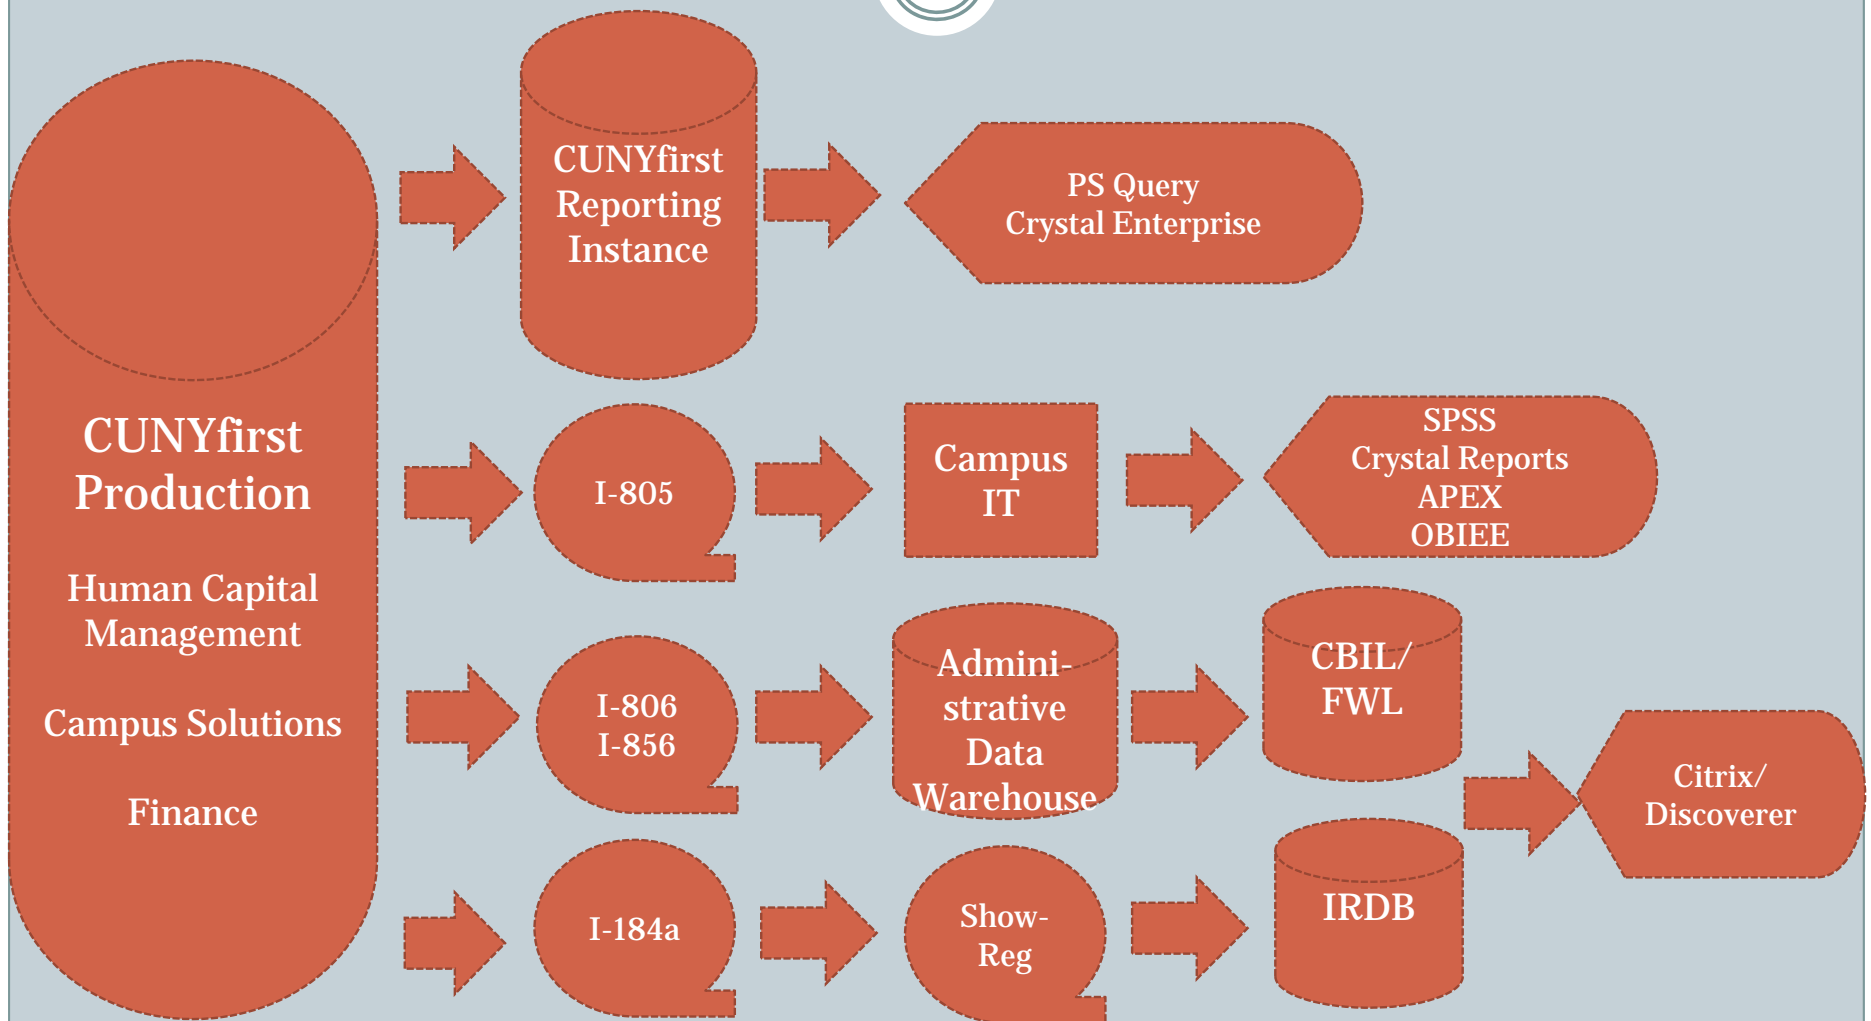 CUNYfirst
Production
Human Capital
Management
Campus Solutions
Finance
CUNYfirst
Reporting
Instance
PS Query
Crystal Enterprise
I-805
Campus
IT
SPSS
Crystal Reports
APEX
OBIEE
I-806
I-856
Admini-
strative
Data
Warehouse
CBIL/
FWL
Citrix/
Discoverer
I-184a
Show-
Reg
IRDB